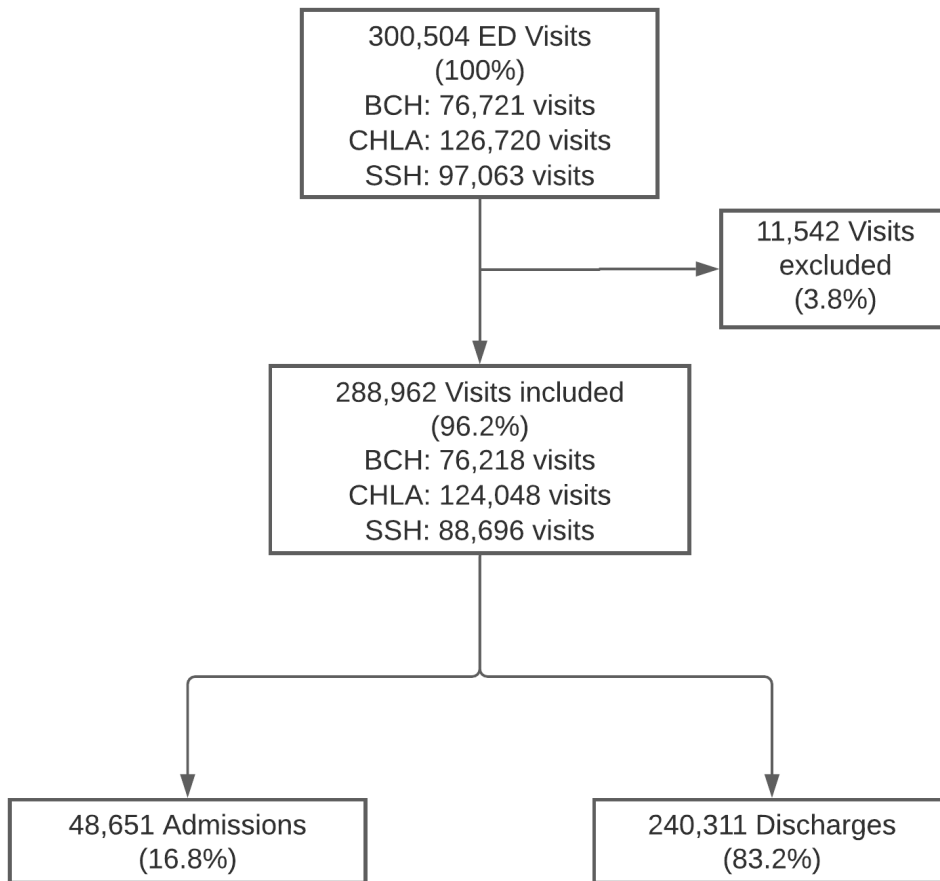 300,504 ED Visits
(100%)
BCH: 76,721 visits
CHLA: 126,720 visits
SSH: 97,063 visits
11,542 Visits
excluded
(3.8%)
288,962 Visits included
(96.2%)
BCH: 76,218 visits
CHLA: 124,048 visits
SSH: 88,696 visits
48,651 Admissions
(16.8%)
240,311 Discharges
(83.2%)